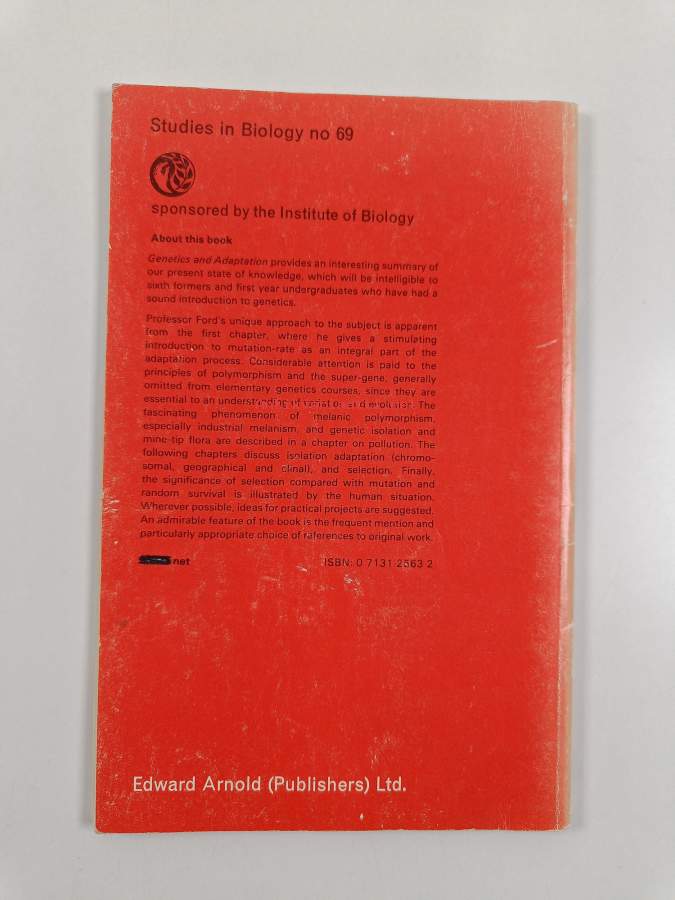 Studies in Biology no 69
sponsored by the Institute of Biology
About this book
Genetics and Adaptation provides an interesting summary of
our present state of knowledge, which will be intelligible to
sixth formers and first year undergraduates who have had a
sound introduction to genetics.
Professor Ford's unique approach to the subject is apparent
from the first chapter, where he gives a stimulating
introduction to mutation-rate as an integral part of the
adaptation process. Considerable attention is paid to the
principles of polymorphism and the super-gene, generally
omitted from elementary genetics courses, since they are
essential to an understanding of variation and evolution. The
fascinating phenomenon of melanic polymorphism,
especially industrial melanism, and genetic isolation and
mine-tip flora are described in a chapter on pollution. The
following chapters discuss isolation adaptation (chromo-
somal, geographical and clinal), and selection. Finally,
the significance of selection compared with mutation and
random survival is illustrated by the human situation.
Wherever possible, ideas for practical projects are suggested.
An admirable feature of the book is the frequent mention and
particularly appropriate choice of references to original work.
net ISBN: 0 7131 2563 2
Edward Arnold (Publishers) Ltd.